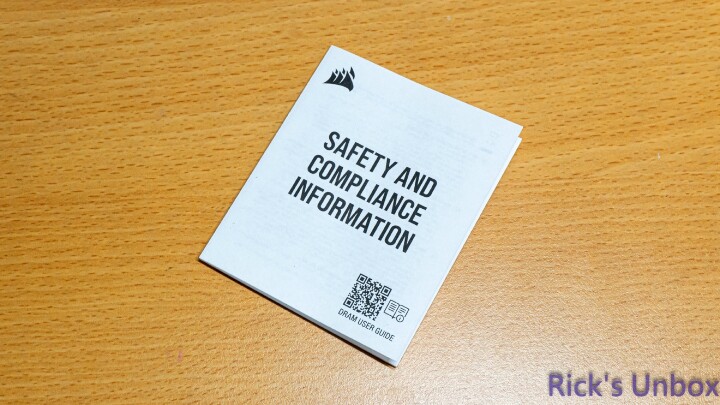 SAFETY AND
COMPLIANCE
INFORMATION
DRAM USER GUIDE
Rick's Unbox